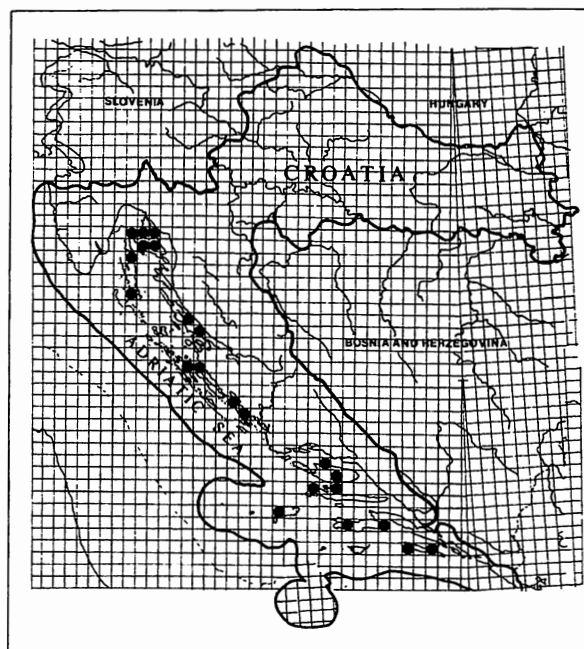 SLOVENIA
HUNGARY
CROATIA
BOSNIA AND HERZEGOVINA
ADRIATIC SEA